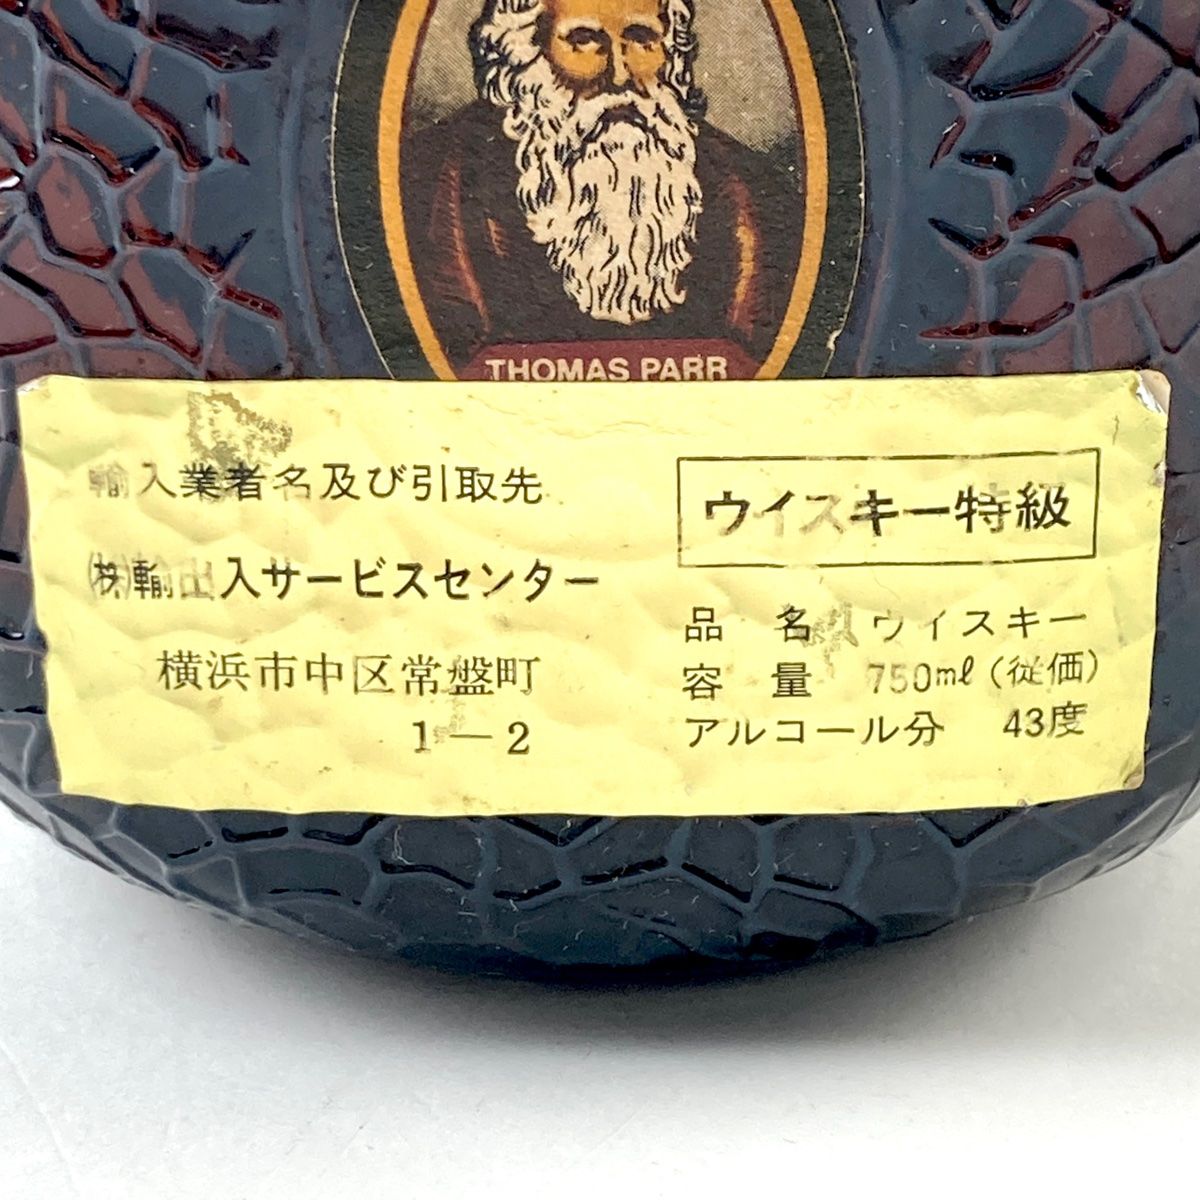 THOMAS PARR
輸入業者名及び引取先
㈱輸出入サービスセンター
横浜市中区常盤町
1—2
ウイスキー特級
品 名 ウイスキー
容 量 750ml (従価)
アルコール分 43度